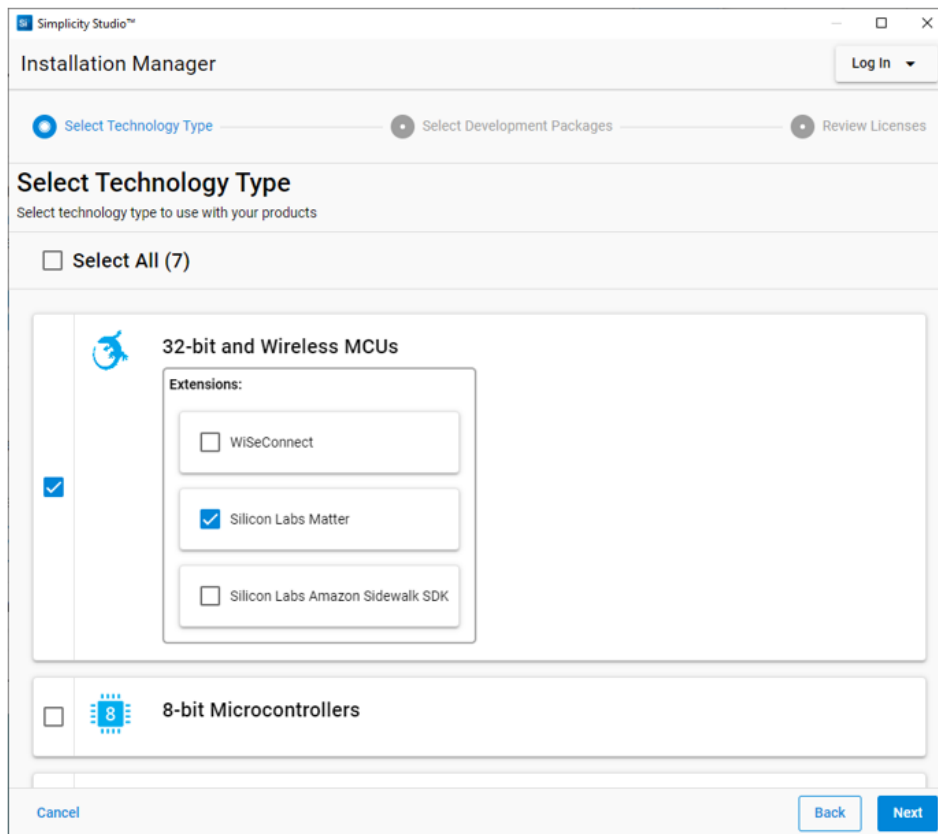 Si Simplicity Studio™
Installation Manager
Log In
Select Technology Type
Select Development Packages
Review Licenses
Select Technology Type
Select technology type to use with your products
Select All (7)
32-bit and Wireless MCUs
Extensions:
WiSeConnect
Silicon Labs Matter
Silicon Labs Amazon Sidewalk SDK
8
8-bit Microcontrollers
Cancel
Back
Next